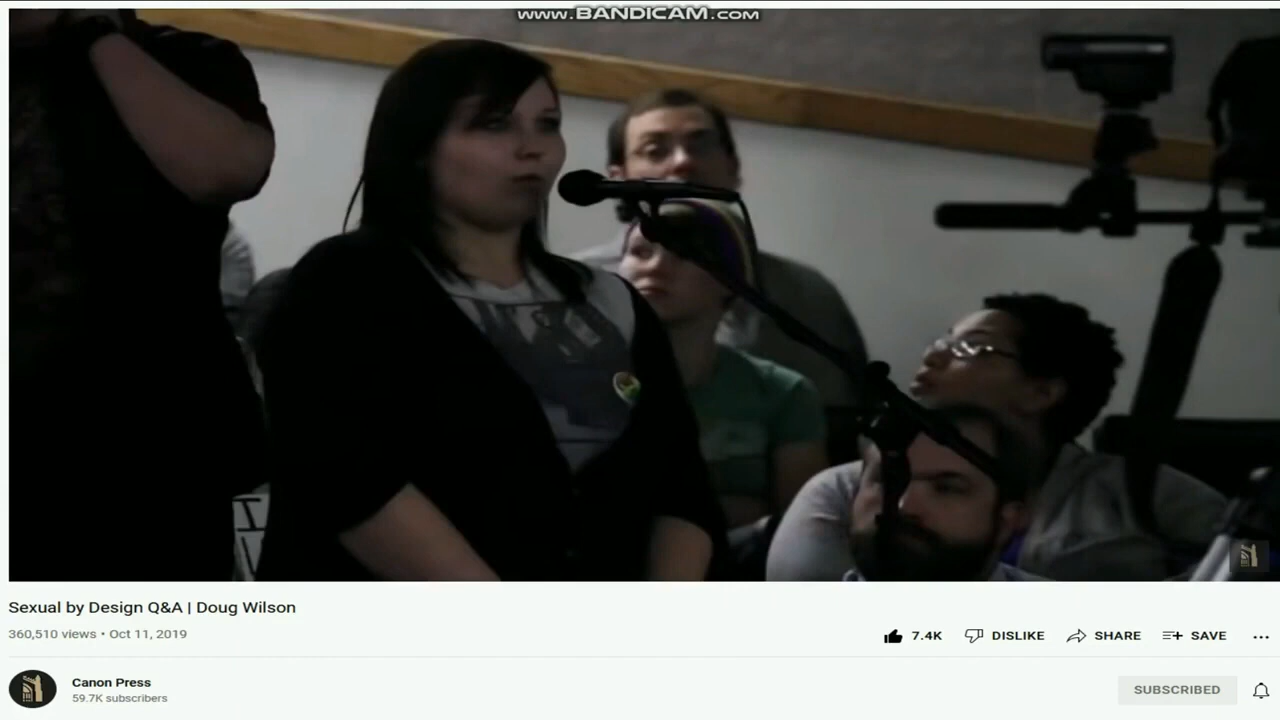 www.BANDICAM.com
Sexual by Design Q&A | Doug Wilson
360,510 views • Oct 11, 2019
7.4K DISLIKE SHARE SAVE ...
Canon Press
59.7K subscribers
SUBSCRIBED